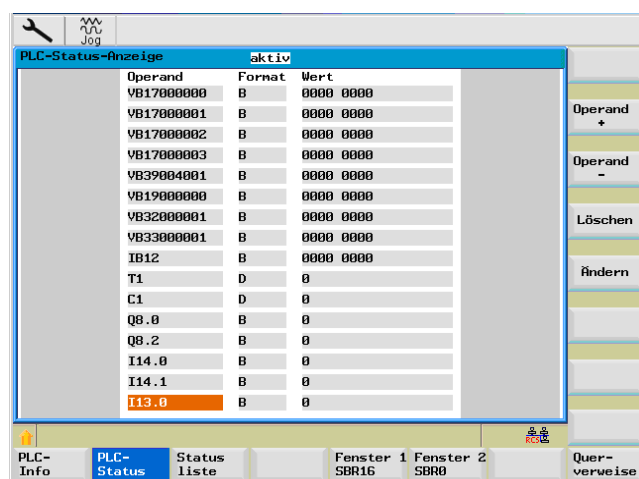 Jog
PLC-Status-Anzeige aktiv
Operand Format Wert
VB17000000 B 0000 0000
VB17000001 B 0000 0000
VB17000002 B 0000 0000
VB17000003 B 0000 0000
VB39004001 B 0000 0000
VB19000000 B 0000 0000
VB32000001 B 0000 0000
VB33000001 B 0000 0000
IB12 B 0000 0000
T1 D 0
C1 D 0
Q8.0 B 0
Q8.2 B 0
I14.0 B 0
I14.1 B 0
I13.0 B 0
Operand
+
Operand
-
Löschen
Ändern
RCS
PLC-
Info
PLC-
Status
Status
liste
Fenster 1
SBR16
Fenster 2
SBR0
Quer-
verweise